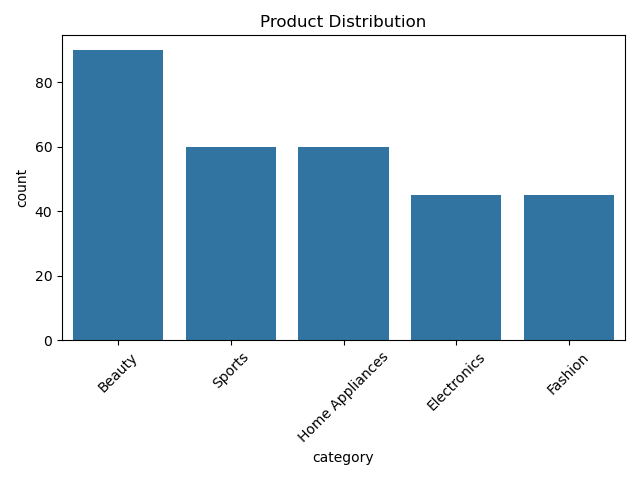 Product Distribution
count
80
60
40
20
0
Beauty
Sports
Home Appliances
Electronics
Fashion
category